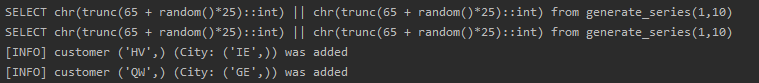 SELECT chr(trunc(65 + random()*25)::int) || chr(trunc(65 + random()*25)::int) from generate_series(1,10)
SELECT chr(trunc(65 + random()*25)::int) || chr(trunc(65 + random()*25)::int) from generate_series(1,10)
[INFO] customer ('HV',) (City: ('IE',)) was added
[INFO] customer ('QW',) (City: ('GE',)) was added